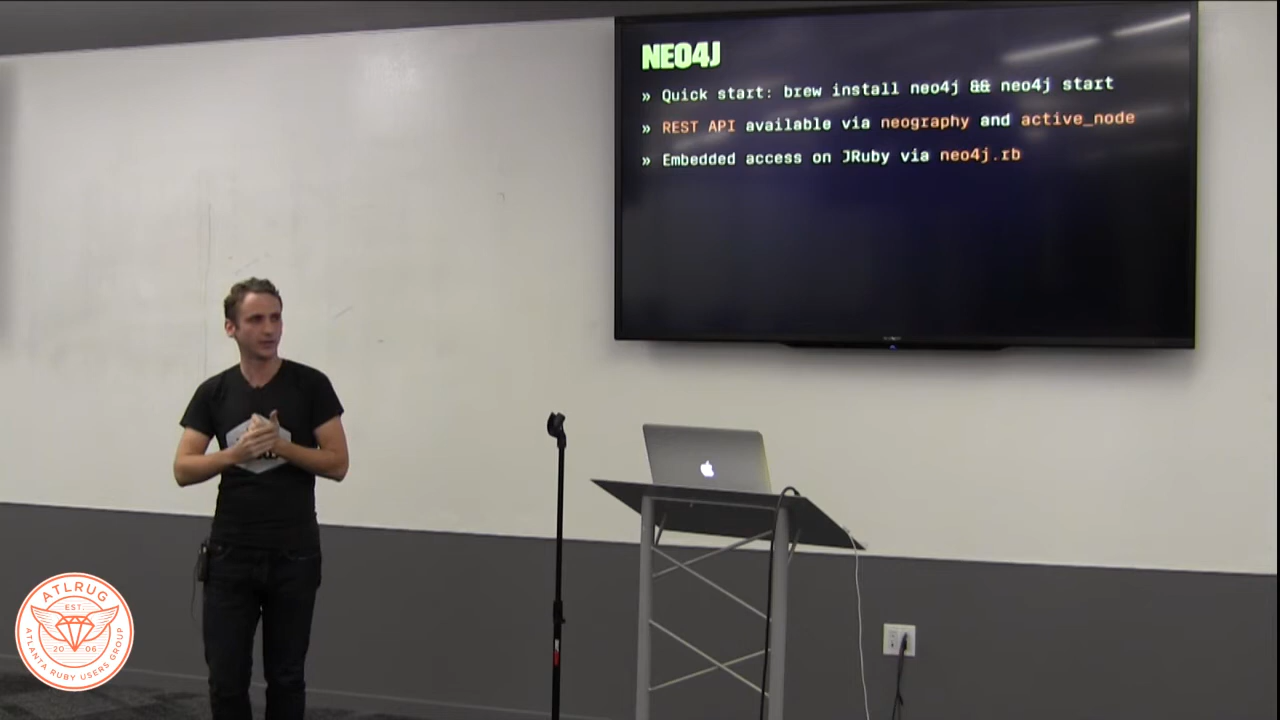 NEO4J
» Quick start: brew install neo4j && neo4j start
» REST API available via neography and active_node
» Embedded access on JRuby via neo4j.rb
ATLRUG
EST.
20 06
ATLANTA RUBY USERS GROUP